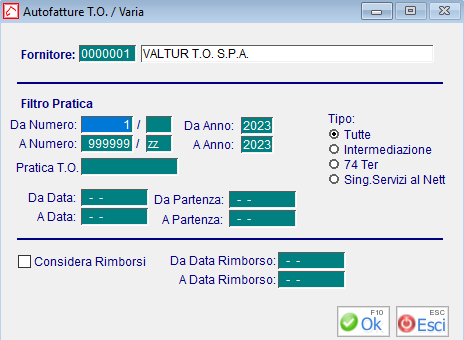 Autofatture T.O. / Varia
Fornitore: 0000001 VALTUR T.O. S.P.A.
Filtro Pratica
Da Numero: 1 / Da Anno: 2023
A Numero: 999999 / zz A Anno: 2023
Pratica T.O.
Tipo:
Tutte
Intermediazione
74 Ter
Sing.Servizi al Nett
Da Data: - - Da Partenza: - -
A Data: - - A Partenza: - -
Considera Rimborsi Da Data Rimborso: - -
A Data Rimborso: - -
F10 Ok
ESC Esci